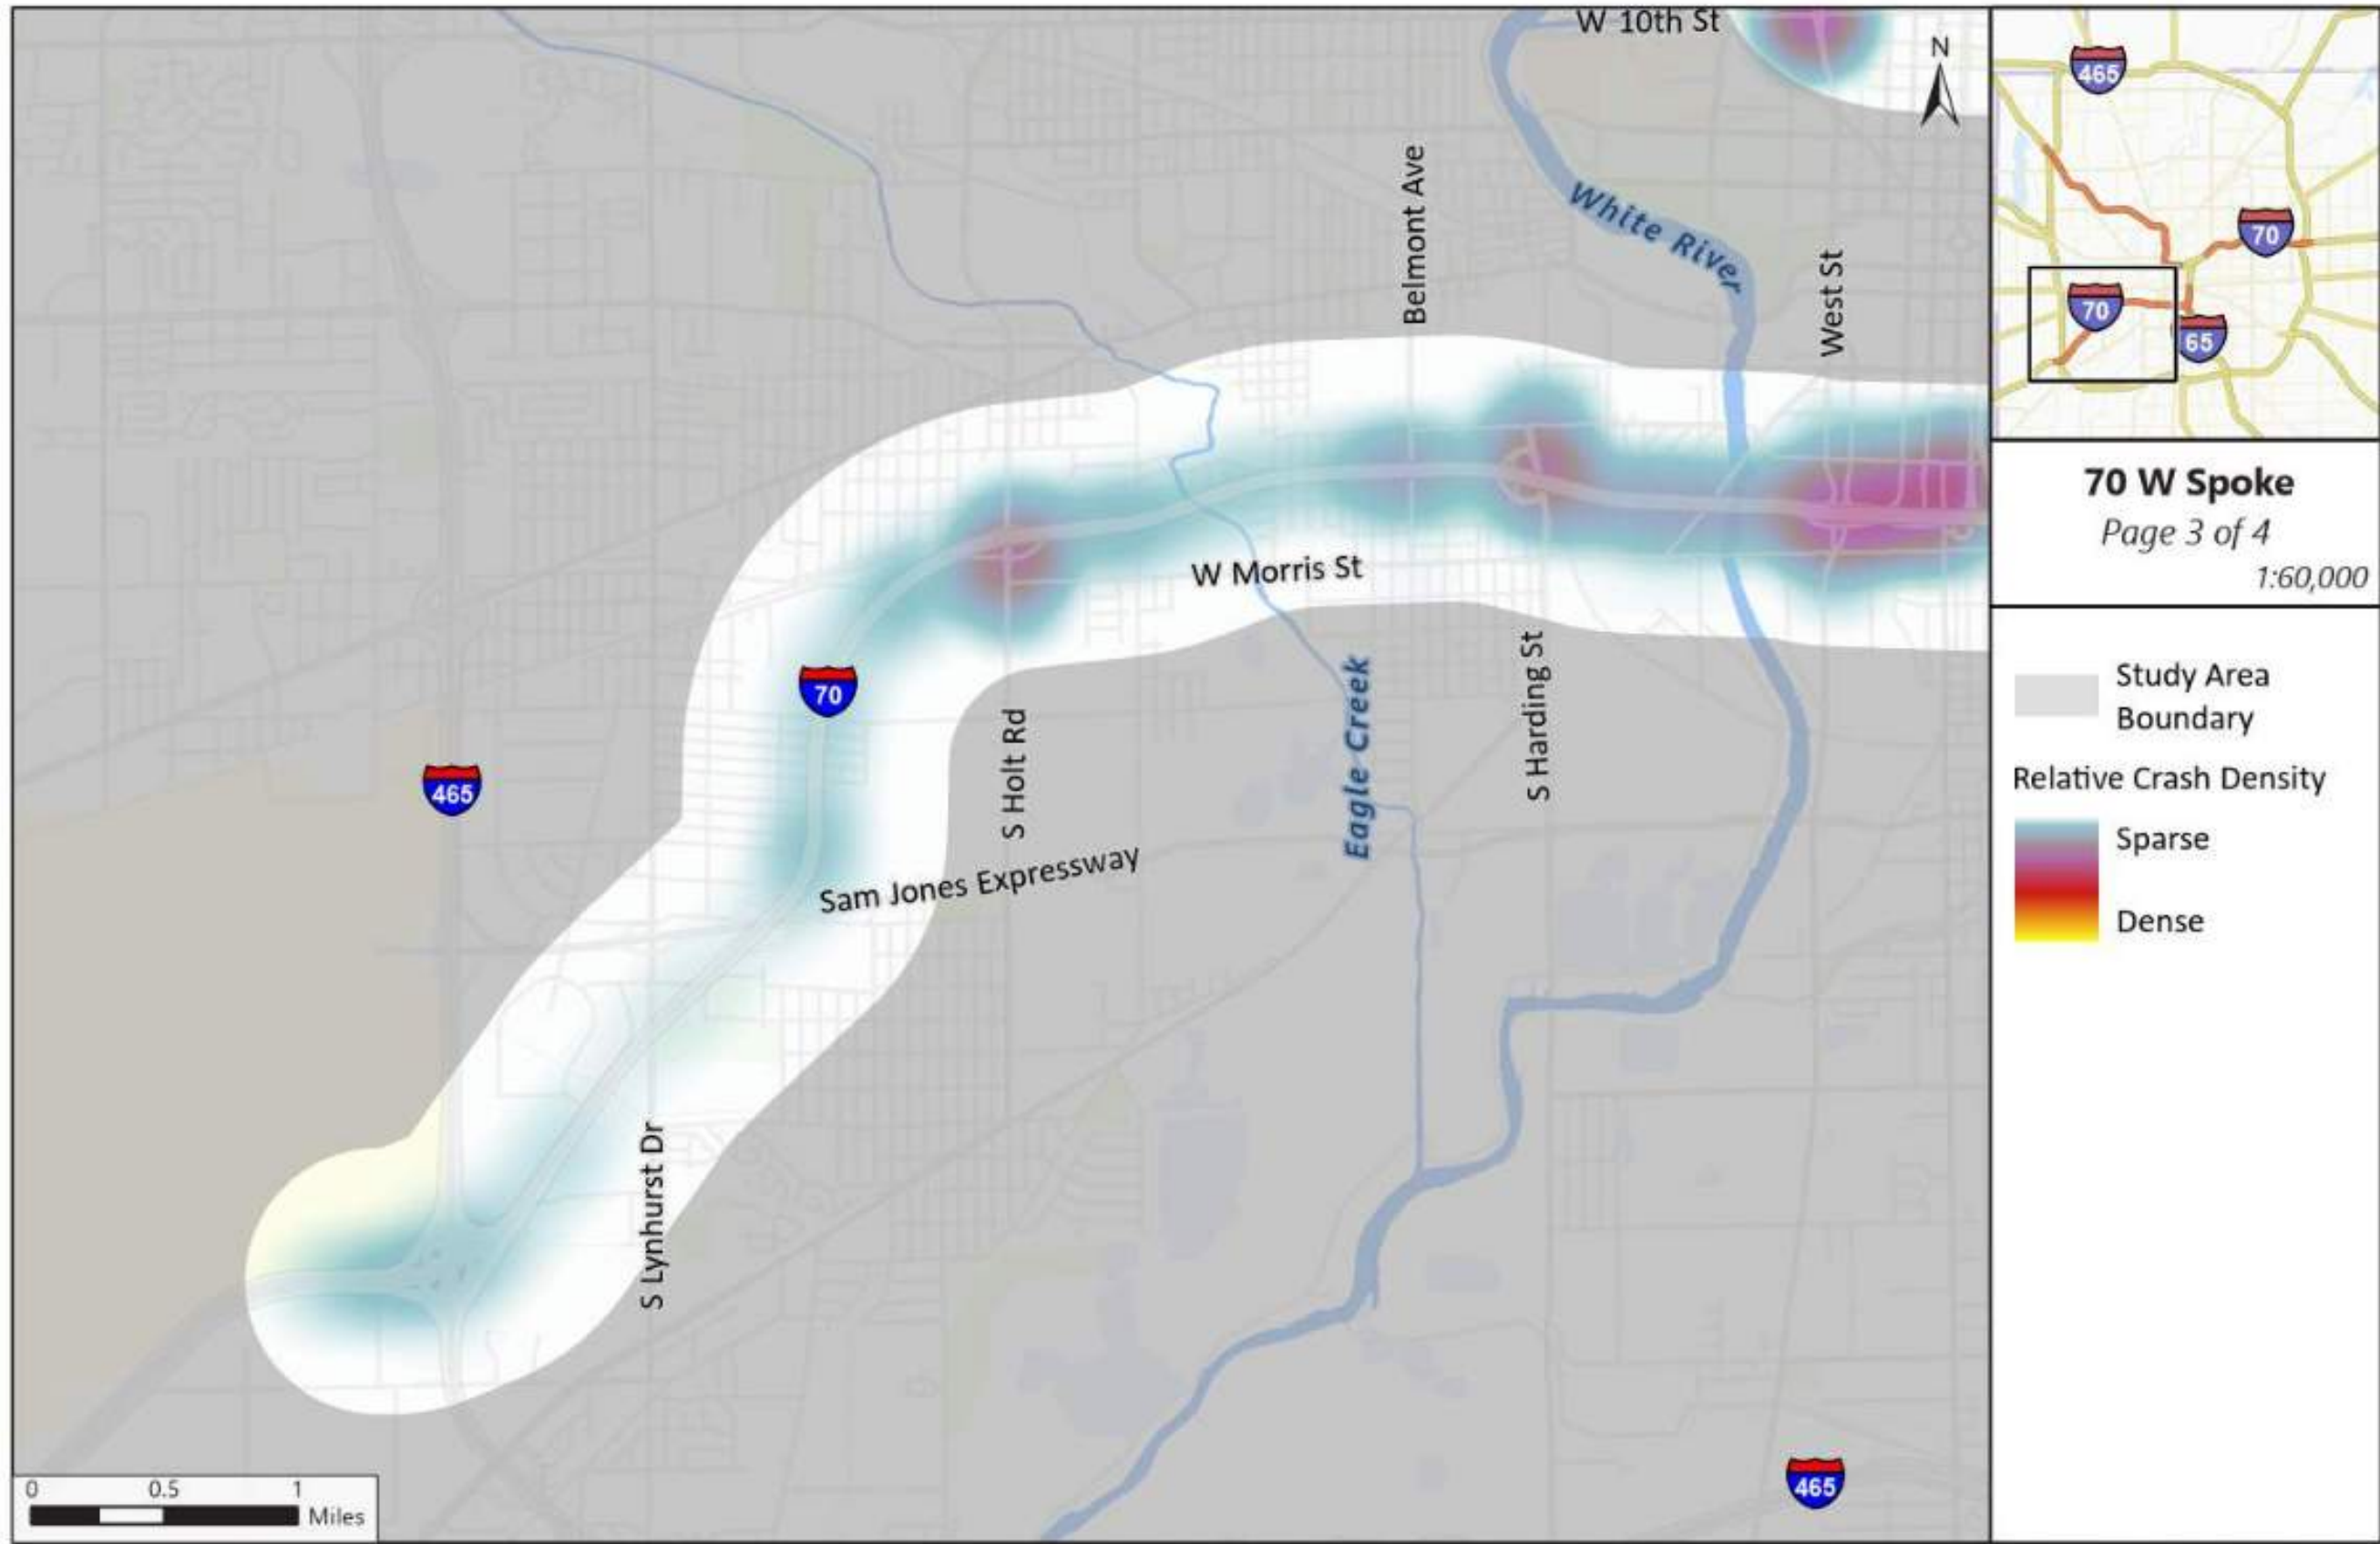 W 10th St
N
Belmont Ave
White River
West St
W Morris St
70
S Holt Rd
Eagle Creek
S Harding St
465
Sam Jones Expressway
S Lynhurst Dr
465
0 0.5 1
Miles
465
70
70
65
70 W Spoke
Page 3 of 4
1:60,000
Study Area
Boundary
Relative Crash Density
Sparse
Dense